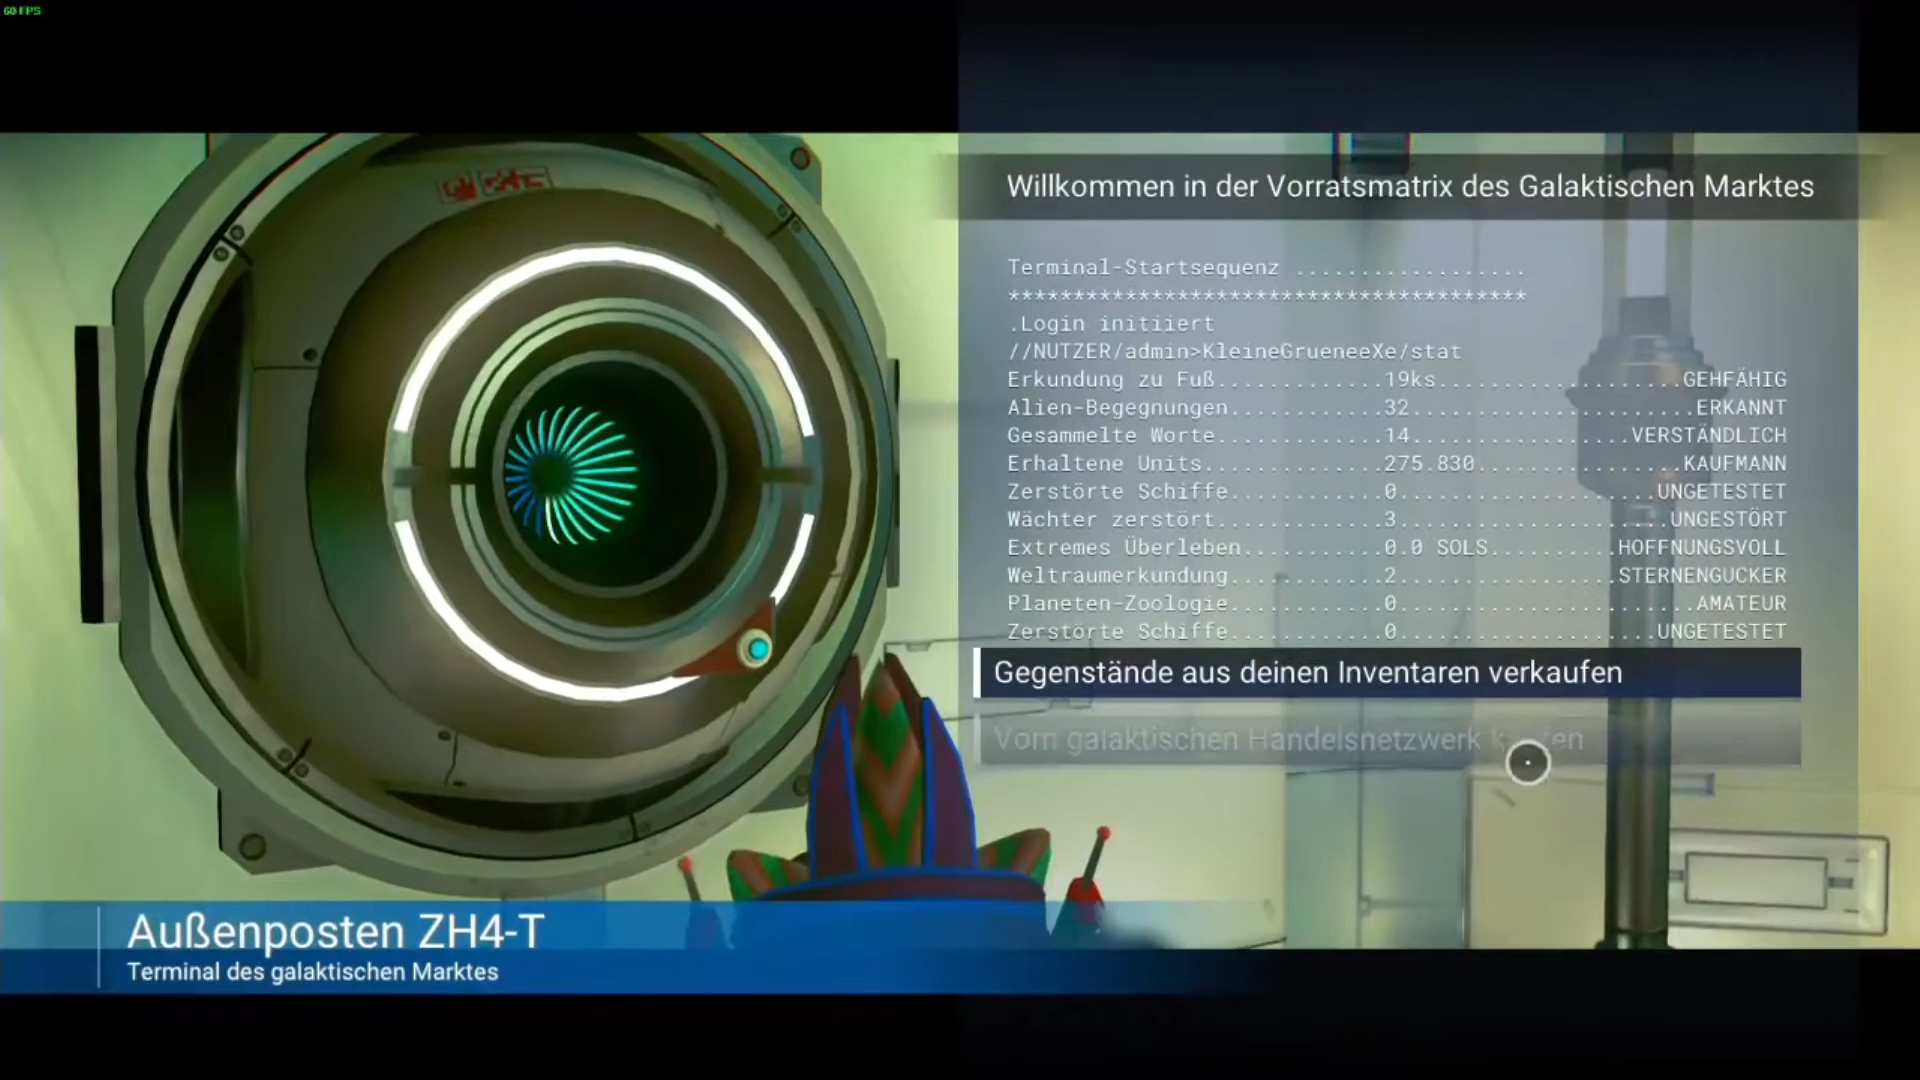 60 FPS
Willkommen in der Vorratsmatrix des Galaktischen Marktes
Terminal-Startsequenz ..................
****************************************
.Login initiiert
//NUTZER/admin>KleineGrueneeXe/stat
Erkundung zu Fuß.............19ks...................GEHFÄHIG
Alien-Begegnungen............32......................ERKANNT
Gesammelte Worte.............14.................VERSTÄNDLICH
Erhaltene Units..............275.830................KAUFMANN
Zerstörte Schiffe............0....................UNGETESTET
Wächter zerstört.............3.....................UNGESTÖRT
Extremes Überleben...........0.0 SOLS..........HOFFNUNGSVOLL
Weltraumerkundung............2.................STERNENGUCKER
Planeten-Zoologie............0.......................AMATEUR
Zerstörte Schiffe............0....................UNGETESTET
Gegenstände aus deinen Inventaren verkaufen
Vom galaktischen Handelsnetzwerk
Außenposten ZH4-T
Terminal des galaktischen Marktes